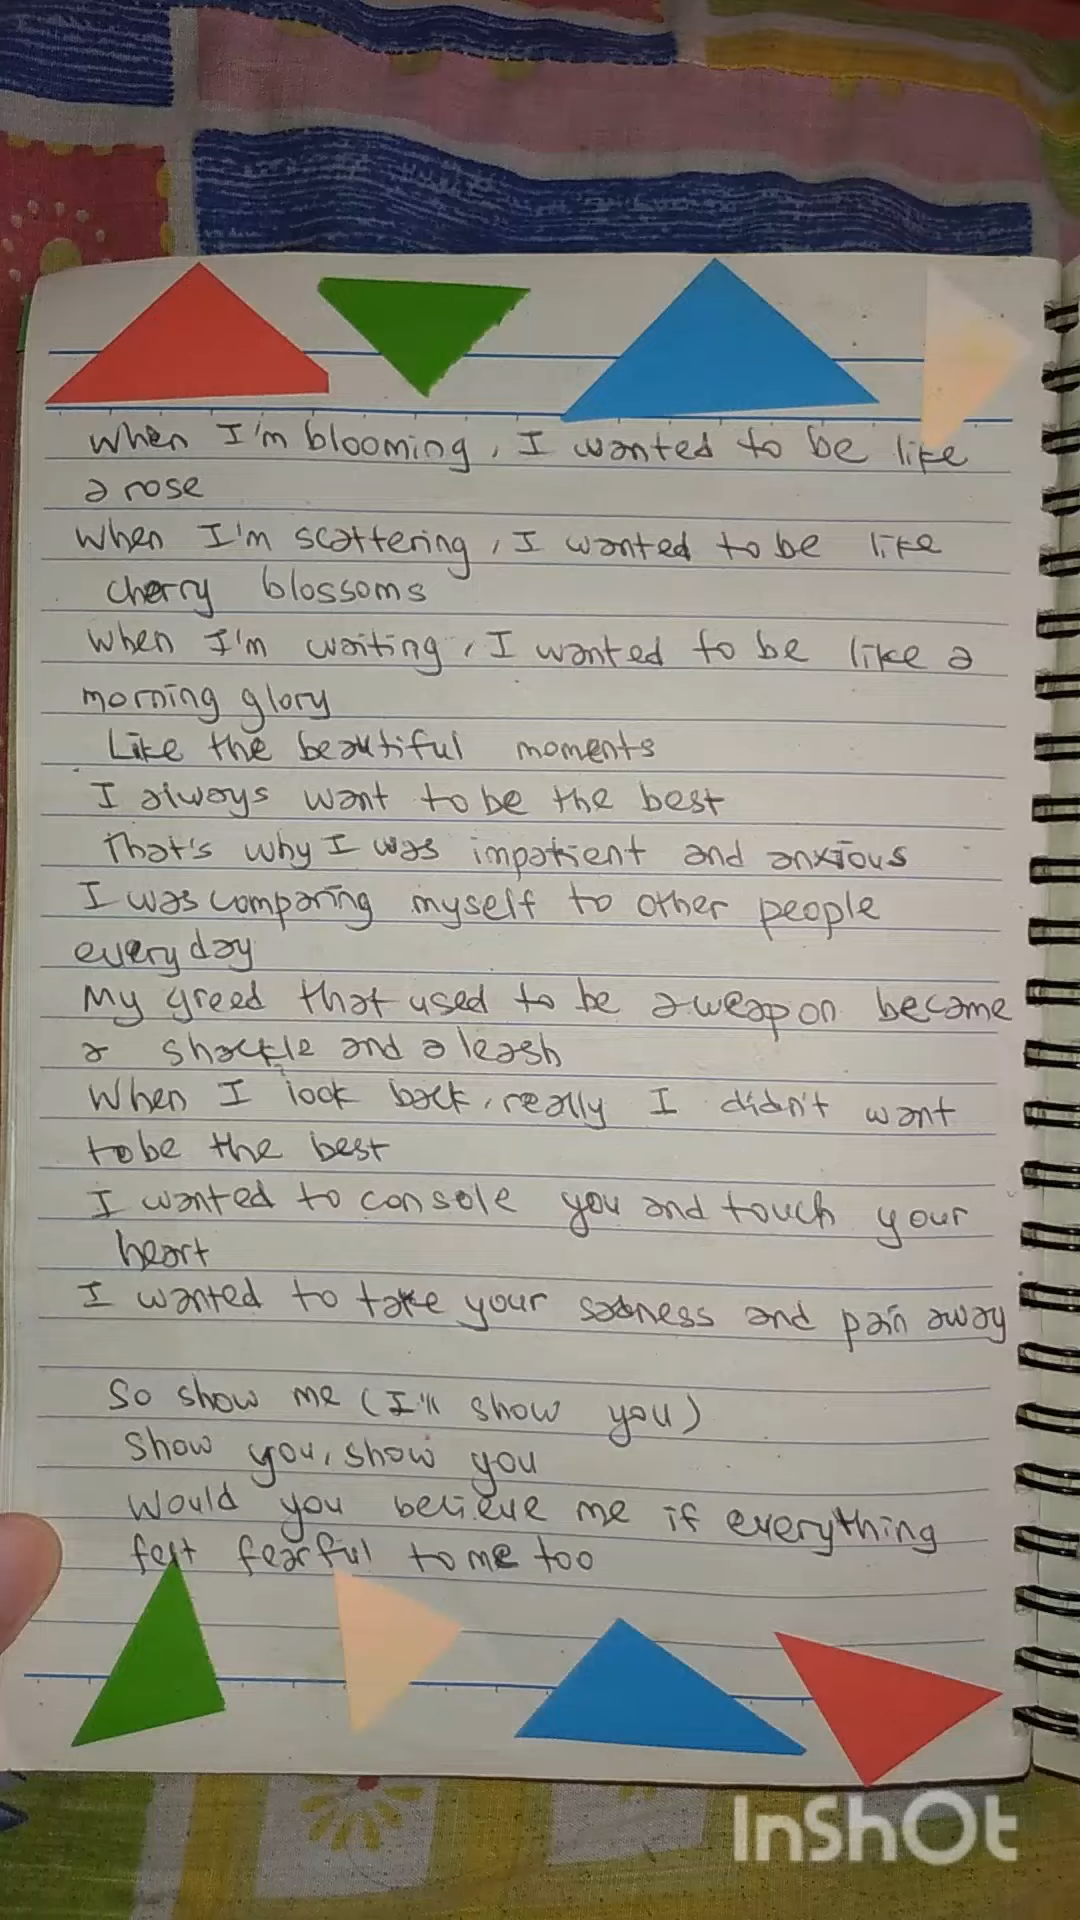 When I'm blooming, I wanted to be like
a rose
When I'm scattering, I wanted to be like
cherry blossoms
When I'm waiting, I wanted to be like a
morning glory
Like the beautiful moments
I always want to be the best
That's why I was impatient and anxious
I was comparing myself to other people
every day
My greed that used to be a weapon became
a shackle and a leash
When I look back, really I didn't want
to be the best
I wanted to console you and touch your
heart
I wanted to take your sadness and pain away
So show me (I'll show you)
Show you, show you
Would you believe me if everything
felt fearful to me too
InShOt